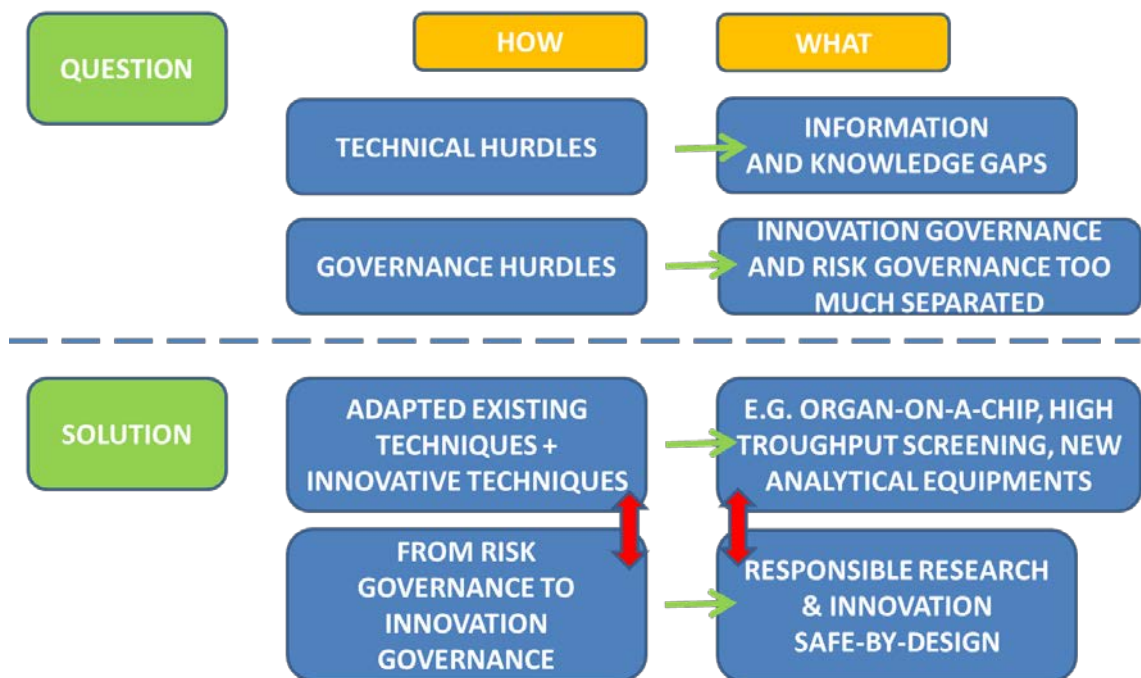 QUESTION
HOW
WHAT
TECHNICAL HURDLES
INFORMATION
AND KNOWLEDGE GAPS
GOVERNANCE HURDLES
INNOVATION GOVERNANCE
AND RISK GOVERNANCE TOO
MUCH SEPARATED
SOLUTION
ADAPTED EXISTING
TECHNIQUES +
INNOVATIVE TECHNIQUES
E.G. ORGAN-ON-A-CHIP, HIGH
TROUGHPUT SCREENING, NEW
ANALYTICAL EQUIPMENTS
FROM RISK
GOVERNANCE TO
INNOVATION
GOVERNANCE
RESPONSIBLE RESEARCH
& INNOVATION
SAFE-BY-DESIGN